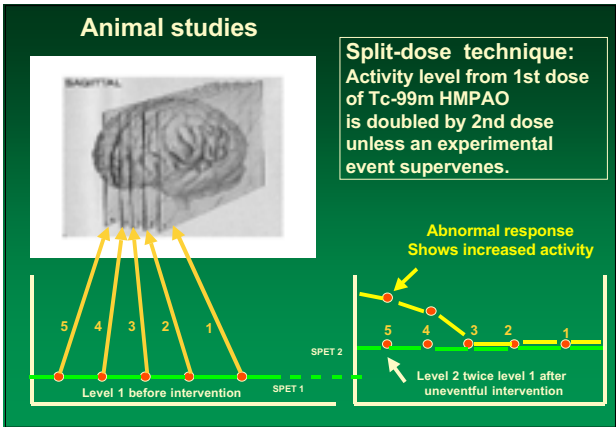 Animal studies
SAGITTAL
Split-dose technique:
Activity level from 1st dose
of Tc-99m HMPAO
is doubled by 2nd dose
unless an experimental
event supervenes.
Abnormal response
Shows increased activity
5 4 3 2 1
5 4 3 2 1
SPET 2
SPET 1
Level 1 before intervention
Level 2 twice level 1 after
uneventful intervention